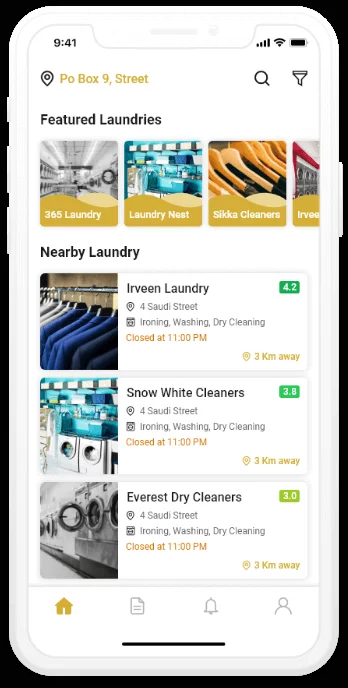 9:41
Po Box 9, Street
Featured Laundries
365 Laundry
Laundry Nest
Sikka Cleaners
Irvee
Nearby Laundry
Irveen Laundry
4.2
4 Saudi Street
Ironing, Washing, Dry Cleaning
Closed at 11:00 PM
3 Km away
Snow White Cleaners
3.8
4 Saudi Street
Ironing, Washing, Dry Cleaning
Closed at 11:00 PM
3 Km away
Everest Dry Cleaners
3.0
4 Saudi Street
Ironing, Washing, Dry Cleaning
Closed at 11:00 PM
3 Km away